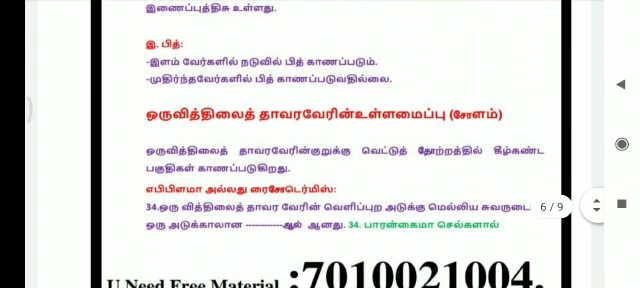 இணைப்புத்திசு உள்ளது.
இ. பித்:
-இளம் வேர்களில் நடுவில் பித் காணப்படும்.
-முதிர்ந்தவேர்களில் பித் காணப்படுவதில்லை.
ஒருவித்திலைத் தாவரவேரின்உள்ளமைப்பு (சோளம்)
ஒருவித்திலைத் தாவரவேரின்குறுக்கு வெட்டுத் தோற்றத்தில் கீழ்கண்ட
பகுதிகள் காணப்படுகிறது.
எபிபிளமா அல்லது ரைசோடெர்மிஸ்:
34.ஒரு வித்திலைத் தாவர வேரின் வெளிப்புற அடுக்கு மெல்லிய சுவருடை
6 / 9
ஒரு அடுக்காலான ------------ஆல் ஆனது. 34. பாரன்கைமா செல்களால்
U Need Free Material :7010021004.